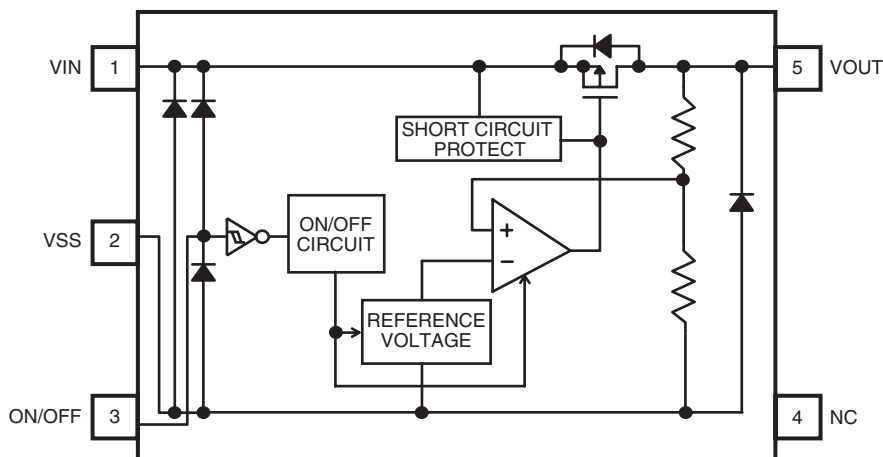 VIN 1
5 VOUT
SHORT CIRCUIT
PROTECT
VSS 2
ON/OFF
CIRCUIT
+
−
REFERENCE
VOLTAGE
ON/OFF 3
4 NC